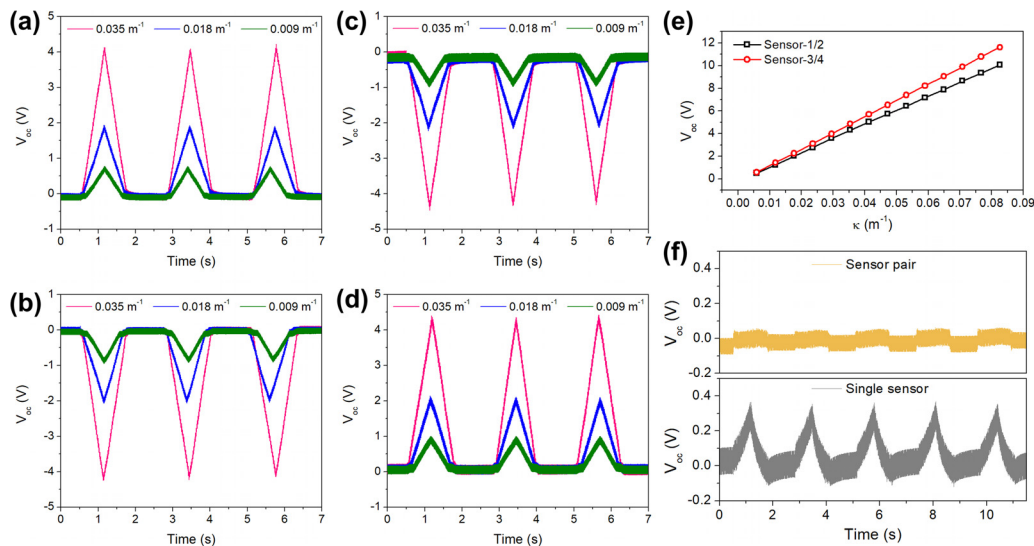 (a)
0.035 m⁻¹ 0.018 m⁻¹ 0.009 m⁻¹
5
4
3
2
1
0
-1
V_oc (V)
0 1 2 3 4 5 6 7
Time (s)
(b)
0.035 m⁻¹ 0.018 m⁻¹ 0.009 m⁻¹
1
0
-1
-2
-3
-4
-5
V_oc (V)
0 1 2 3 4 5 6 7
Time (s)
(c)
0.035 m⁻¹ 0.018 m⁻¹ 0.009 m⁻¹
1
0
-1
-2
-3
-4
-5
V_oc (V)
0 1 2 3 4 5 6 7
Time (s)
(d)
0.035 m⁻¹ 0.018 m⁻¹ 0.009 m⁻¹
5
4
3
2
1
0
-1
V_oc (V)
0 1 2 3 4 5 6 7
Time (s)
(e)
Sensor-1/2
Sensor-3/4
12
10
8
6
4
2
0
V_oc (V)
0.00 0.01 0.02 0.03 0.04 0.05 0.06 0.07 0.08 0.09
κ (m⁻¹)
(f)
Sensor pair
0.4
0.2
0.0
-0.2
V_oc (V)
Single sensor
0.4
0.2
0.0
-0.2
V_oc (V)
0 2 4 6 8 10
Time (s)